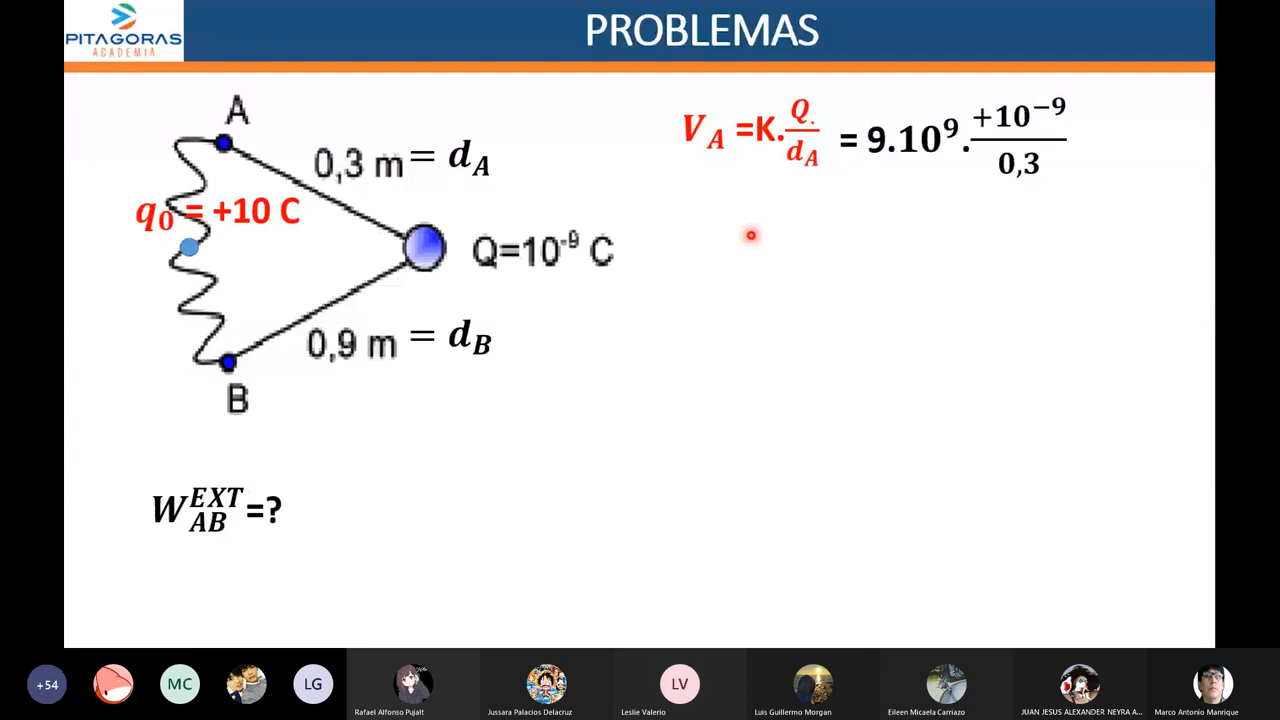 PITAGORAS
ACADEMIA
PROBLEMAS
A
0,3 m = d_A
q_0 = +10 C
Q=10^-9 C
0,9 m = d_B
B
V_A =K. Q. / d_A = 9.10^9. +10^-9 / 0,3
W_AB^EXT =?
+54
MC
LG
LV
Rafael Alfonso Pujalt
Jussara Palacios Delacruz
Leslie Valerio
Luis Guillermo Morgan
Eileen Micaela Carriazo
JUAN JESUS ALEXANDER NEYRA A...
Marco Antonio Manrique